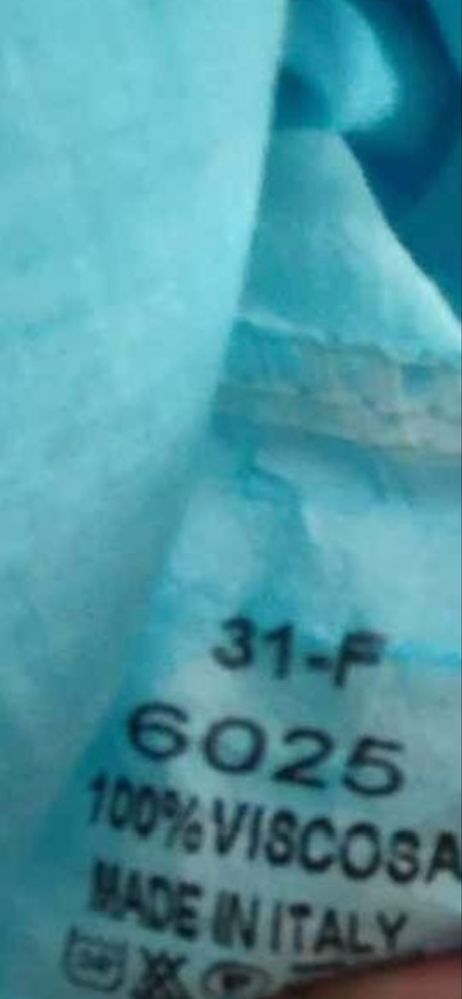 31-F
6025
100% VISCOSA
MADE IN ITALY